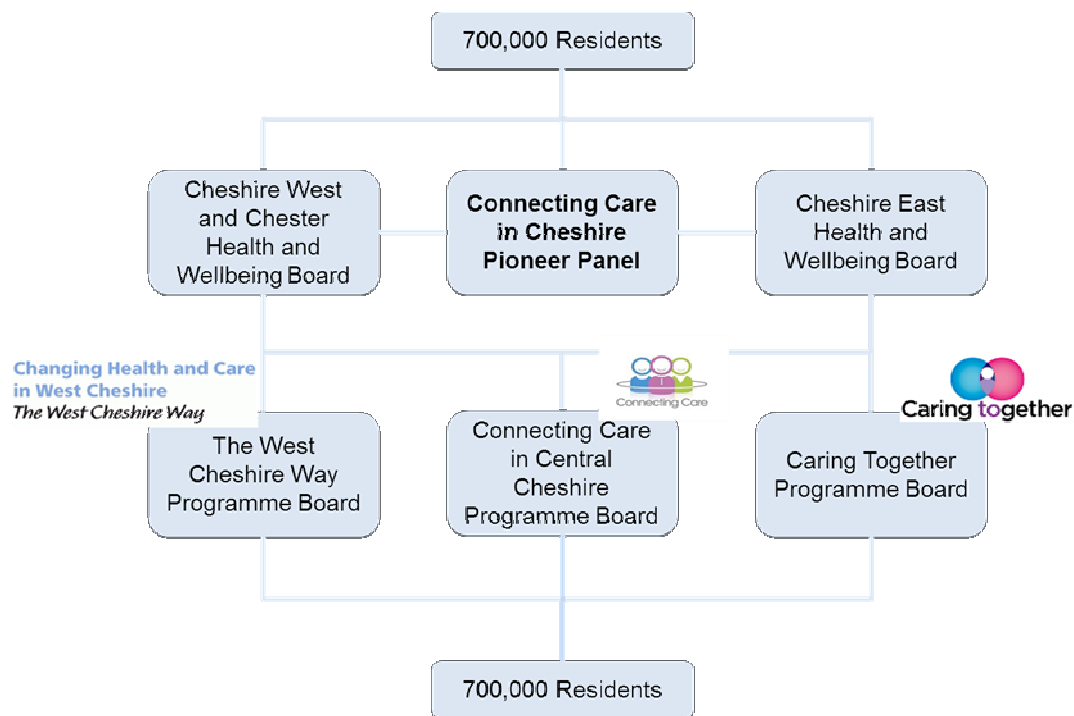 700,000 Residents
Cheshire West
and Chester
Health and
Wellbeing Board
Connecting Care
in Cheshire
Pioneer Panel
Cheshire East
Health and
Wellbeing Board
Changing Health and Care
in West Cheshire
The West Cheshire Way
Connecting Care
Caring together
The West
Cheshire Way
Programme Board
Connecting Care
in Central
Cheshire
Programme Board
Caring Together
Programme Board
700,000 Residents